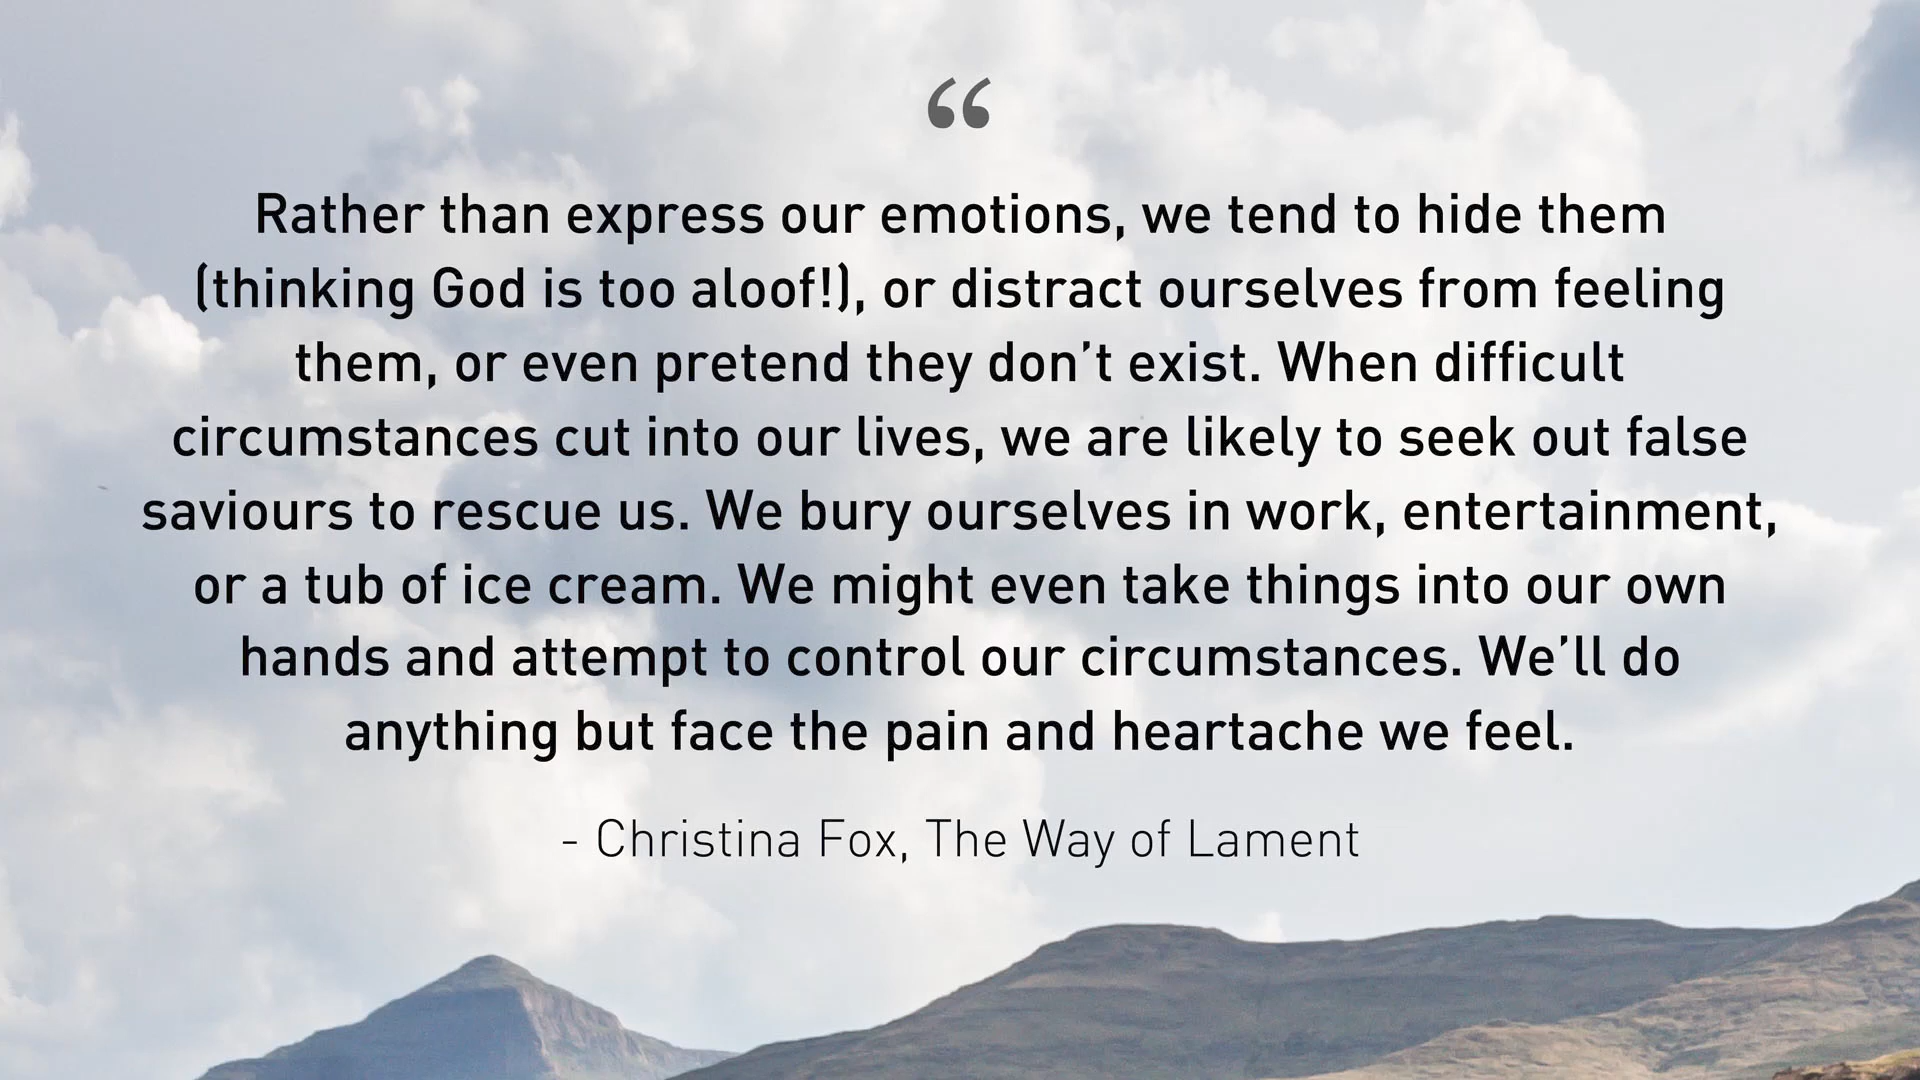 “
Rather than express our emotions, we tend to hide them
(thinking God is too aloof!), or distract ourselves from feeling
them, or even pretend they don’t exist. When difficult
circumstances cut into our lives, we are likely to seek out false
saviours to rescue us. We bury ourselves in work, entertainment,
or a tub of ice cream. We might even take things into our own
hands and attempt to control our circumstances. We’ll do
anything but face the pain and heartache we feel.
- Christina Fox, The Way of Lament